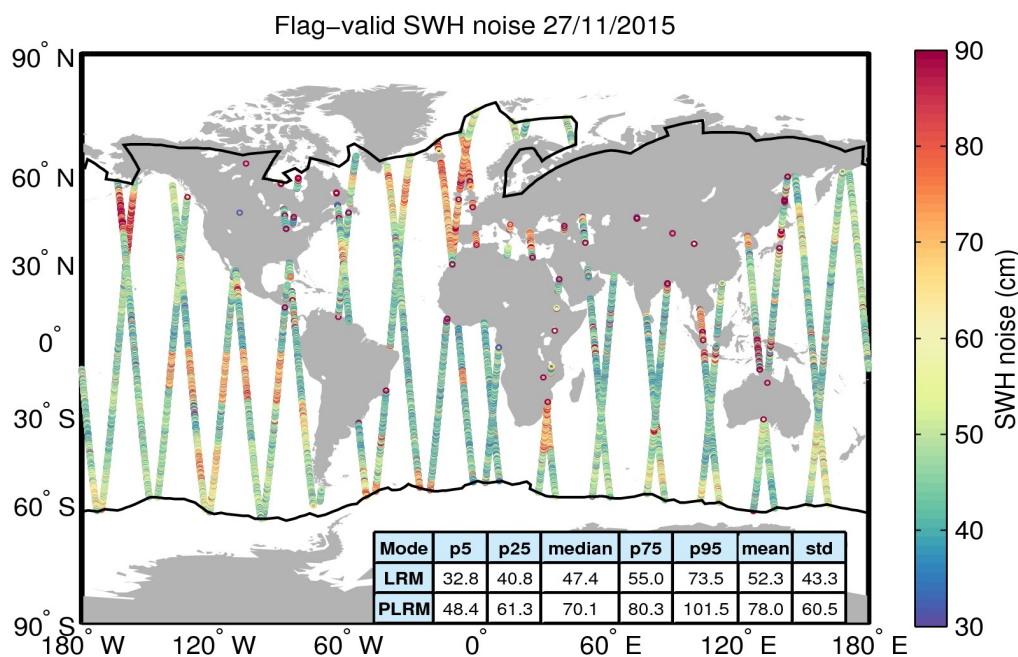 Flag−valid SWH noise 27/11/2015
90° N
60° N
30° N
0°
30° S
60° S
90° S
180° W
120° W
60° W
0°
60° E
120° E
180° E
Mode p5 p25 median p75 p95 mean std
LRM 32.8 40.8 47.4 55.0 73.5 52.3 43.3
PLRM 48.4 61.3 70.1 80.3 101.5 78.0 60.5
90
80
70
60
50
40
30
SWH noise (cm)